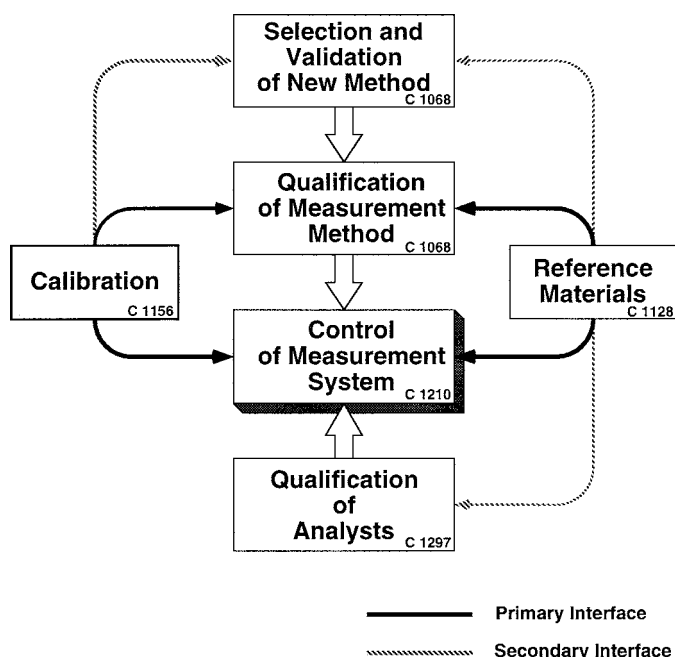 Selection and
Validation
of New Method
C 1068
Qualification
of Measurement
Method
C 1068
Calibration
C 1156
Reference
Materials
C 1128
Control
of Measurement
System
C 1210
Qualification
of
Analysts
C 1297
Primary Interface
Secondary Interface